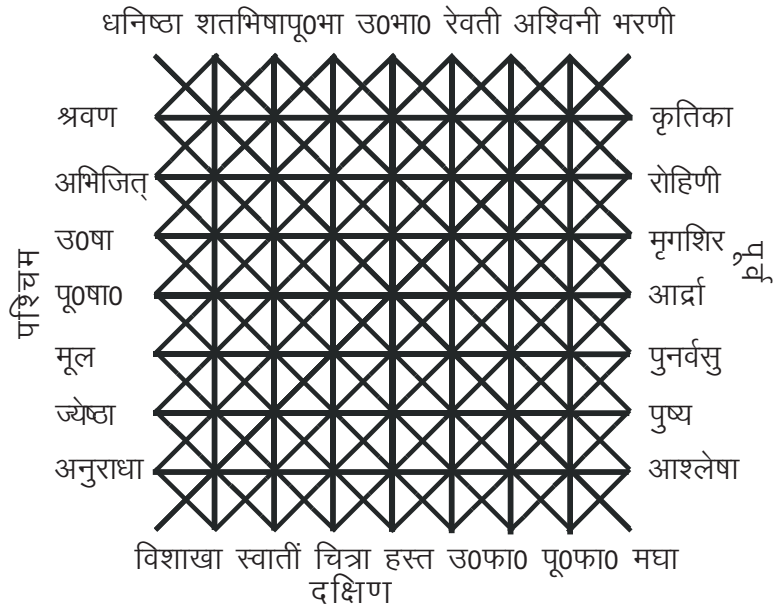 धनिष्ठा शतभिषापू0भा उ0भा0 रेवती अश्विनी भरणी
श्रवण
कृतिका
अभिजित्
रोहिणी
उ0षा
मृगशिर
पश्चिम
पूर्व
पू0षा0
आर्द्रा
मूल
पुनर्वसु
ज्येष्ठा
पुष्य
अनुराधा
आश्लेषा
विशाखा स्वातीं चित्रा हस्त उ0फा0 पू0फा0 मघा
दक्षिण